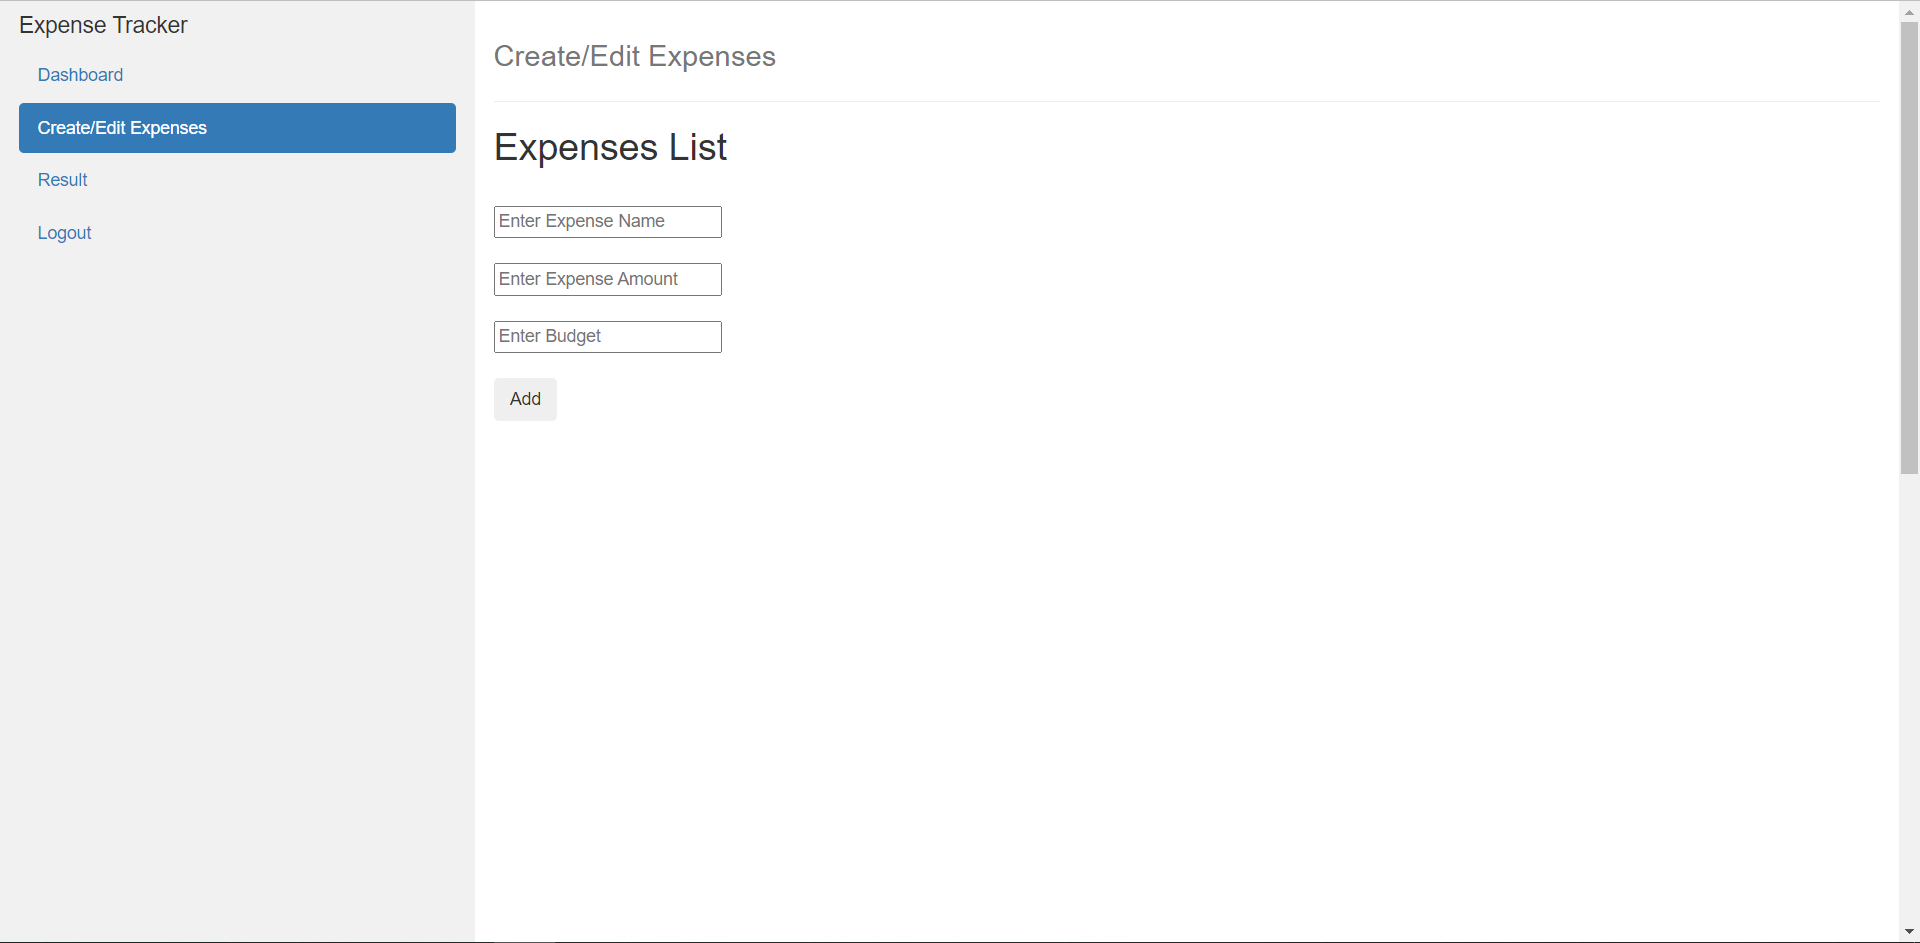 Expense Tracker
Dashboard
Create/Edit Expenses
Result
Logout
Create/Edit Expenses
Expenses List
Enter Expense Name
Enter Expense Amount
Enter Budget
Add